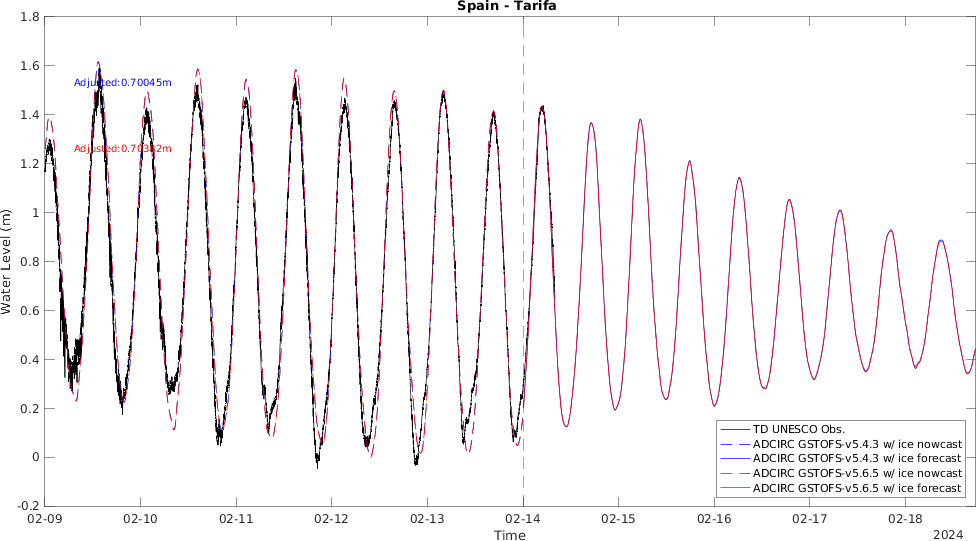 Spain - Tarifa
1.8
1.6
1.4
1.2
1
0.8
0.6
0.4
0.2
0
-0.2
Water Level (m)
Adjusted:0.70045m
Adjusted:0.70382m
TD UNESCO Obs.
ADCIRC GSTOFS-v5.4.3 w/ ice nowcast
ADCIRC GSTOFS-v5.4.3 w/ ice forecast
ADCIRC GSTOFS-v5.6.5 w/ ice nowcast
ADCIRC GSTOFS-v5.6.5 w/ ice forecast
02-09 02-10 02-11 02-12 02-13 02-14 02-15 02-16 02-17 02-18
Time
2024